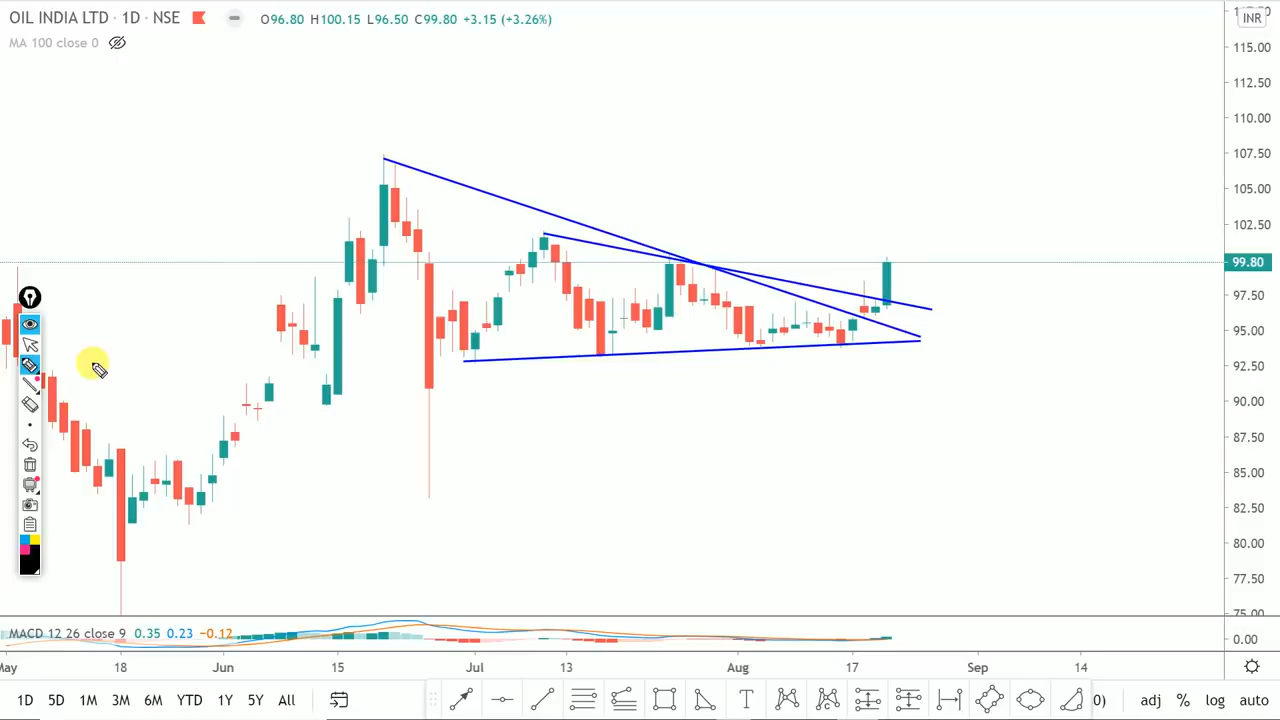 OIL INDIA LTD · 1D · NSE O96.80 H100.15 L96.50 C99.80 +3.15 (+3.26%)
INR
MA 100 close 0
115.00
112.50
110.00
107.50
105.00
102.50
99.80
97.50
95.00
92.50
90.00
87.50
85.00
82.50
80.00
77.50
75.00
MACD 12 26 close 9 0.35 0.23 −0.12
0.00
May 18 Jun 15 Jul 13 Aug 17 Sep 14
1D 5D 1M 3M 6M YTD 1Y 5Y All
T
0) adj % log auto